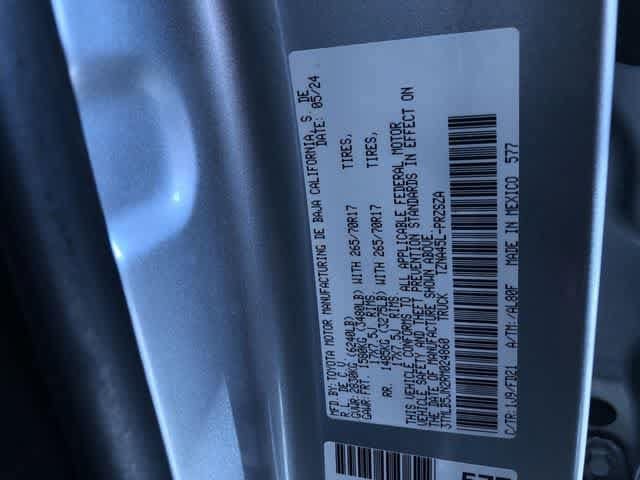 MFD.BY: TOYOTA MOTOR MANUFACTURING DE BAJA CALIFORNIA, S. DE
R. L. DE C.V. DATE: 05/24
GVWR: 2830KG (6240LB)
GAWR: FRT. 1580KG (3480LB) WITH 265/70R17 TIRES,
17X7.5J RIMS
RR. 1485KG (3275LB) WITH 265/70R17 TIRES,
17X7.5J RIMS
THIS VEHICLE CONFORMS TO ALL APPLICABLE FEDERAL MOTOR
VEHICLE SAFETY AND THEFT PREVENTION STANDARDS IN EFFECT ON
THE DATE OF MANUFACTURE SHOWN ABOVE.
TRUCK TZNAA5L-PRZSZA
C/TR: 1J9/FD21 A/TM: /AL80F MADE IN MEXICO 577